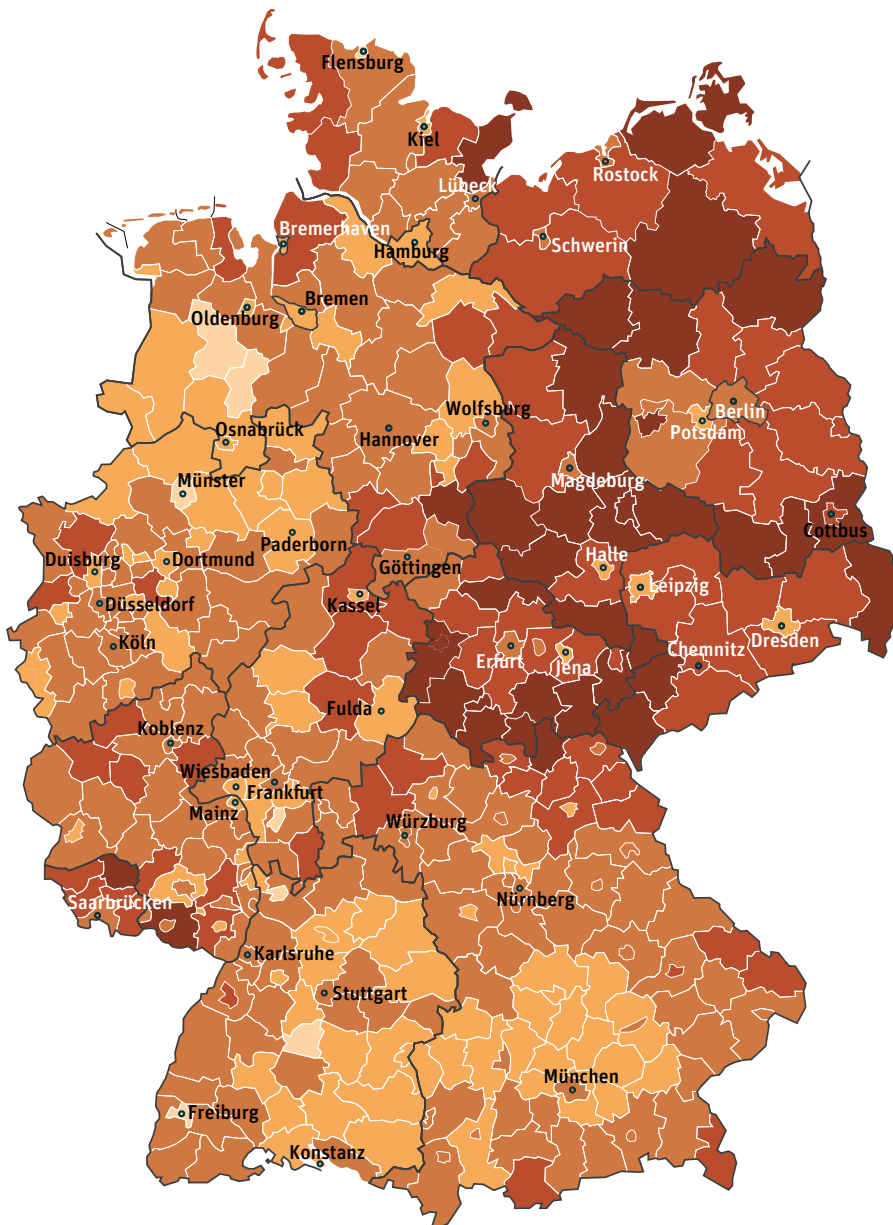 Flensburg
Kiel
Rostock
Lübeck
Bremerhaven
Schwerin
Hamburg
Bremen
Oldenburg
Berlin
Wolfsburg
Osnabrück
Hannover
Potsdam
Magdeburg
Münster
Cottbus
Paderborn
Duisburg
Dortmund
Göttingen
Halle
Leipzig
Kassel
Düsseldorf
Dresden
Köln
Erfurt
Chemnitz
Jena
Fulda
Koblenz
Wiesbaden
Frankfurt
Mainz
Würzburg
Saarbrücken
Nürnberg
Karlsruhe
Stuttgart
München
Freiburg
Konstanz